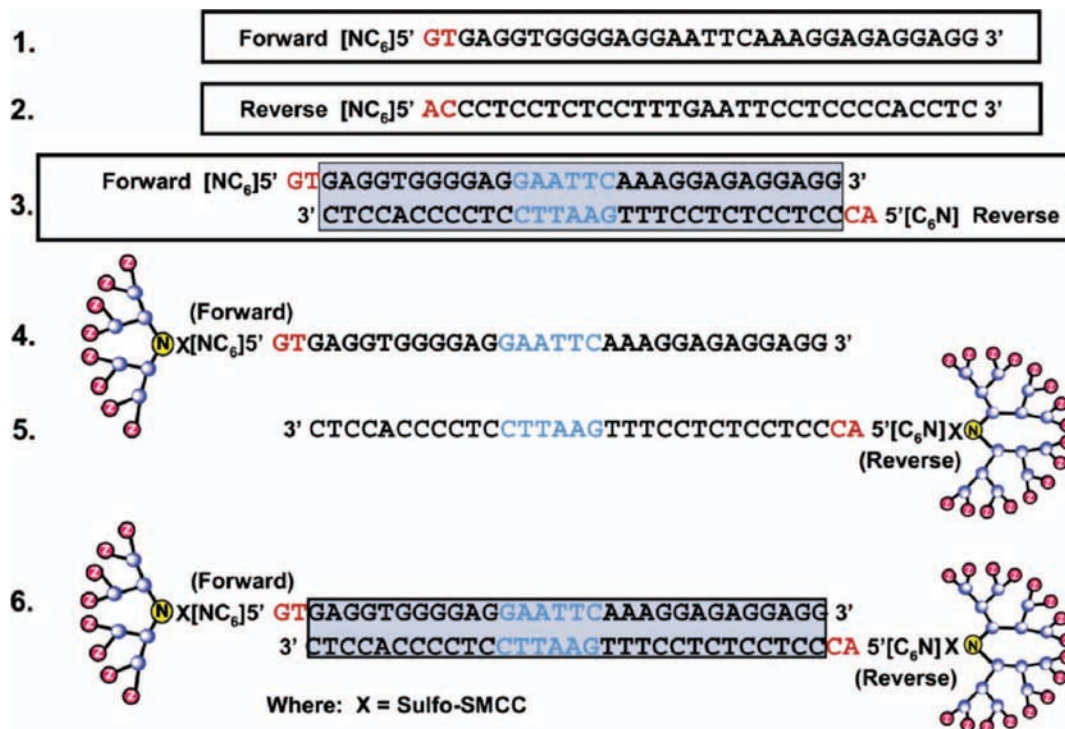 1.
Forward [NC6]5' GTGAGGTGGGGAGGAATTCAAAGGAGAGGAGG 3'
2.
Reverse [NC6]5' ACCCTCCTCTCCTTTGAATTCCTCCCCACCTC 3'
3.
Forward [NC6]5' GTGAGGTGGGGAGGAATTCAAAGGAGAGGAGG 3'
3' CTCCACCCCTCCTTAAGTTTCCTCTCCTCCCA 5'[C6N] Reverse
4.
Z Z Z Z Z Z Z Z
(Forward)
N X[NC6]5' GTGAGGTGGGGAGGAATTCAAAGGAGAGGAGG 3'
5.
3' CTCCACCCCTCCTTAAGTTTCCTCTCCTCCCA 5'[C6N]X N
(Reverse)
Z Z Z Z Z Z Z Z Z Z Z Z Z Z Z Z
6.
Z Z Z Z Z Z Z Z
(Forward)
N X[NC6]5' GTGAGGTGGGGAGGAATTCAAAGGAGAGGAGG 3'
3' CTCCACCCCTCCTTAAGTTTCCTCTCCTCCCA 5'[C6N] X N
(Reverse)
Z Z Z Z Z Z Z Z Z Z Z Z Z Z Z Z
Where: X = Sulfo-SMCC